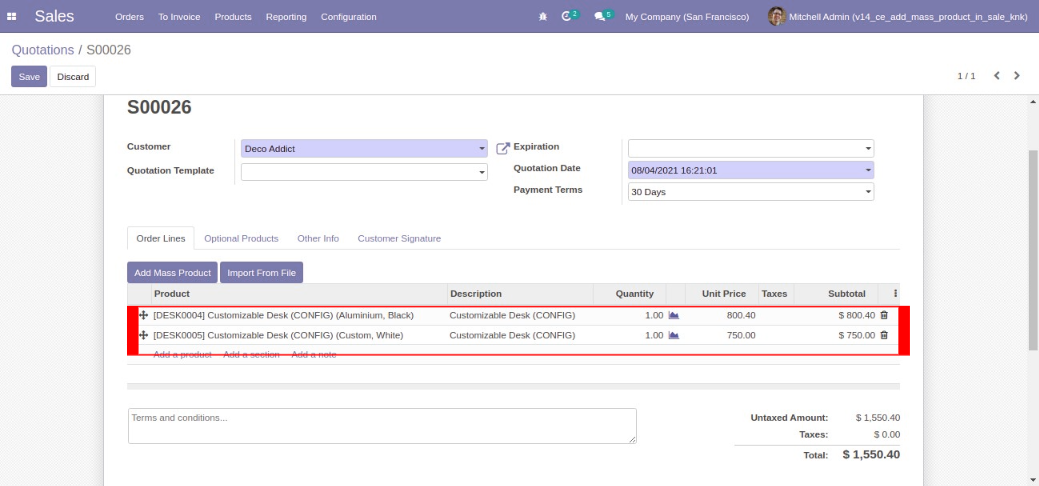 Sales Orders To Invoice Products Reporting Configuration 2 5 My Company (San Francisco) Mitchell Admin (v14_ce_add_mass_product_in_sale_knk)
Quotations / S00026
Save Discard 1 / 1
S00026
Customer Deco Addict Expiration
Quotation Template Quotation Date 08/04/2021 16:21:01
Payment Terms 30 Days
Order Lines Optional Products Other Info Customer Signature
Add Mass Product Import From File
Product Description Quantity Unit Price Taxes Subtotal
[DESK0004] Customizable Desk (CONFIG) (Aluminium, Black) Customizable Desk (CONFIG) 1.00 800.40 $ 800.40
[DESK0005] Customizable Desk (CONFIG) (Custom, White) Customizable Desk (CONFIG) 1.00 750.00 $ 750.00
Add a product Add a section Add a note
Terms and conditions... Untaxed Amount: $ 1,550.40
Taxes: $ 0.00
Total: $ 1,550.40